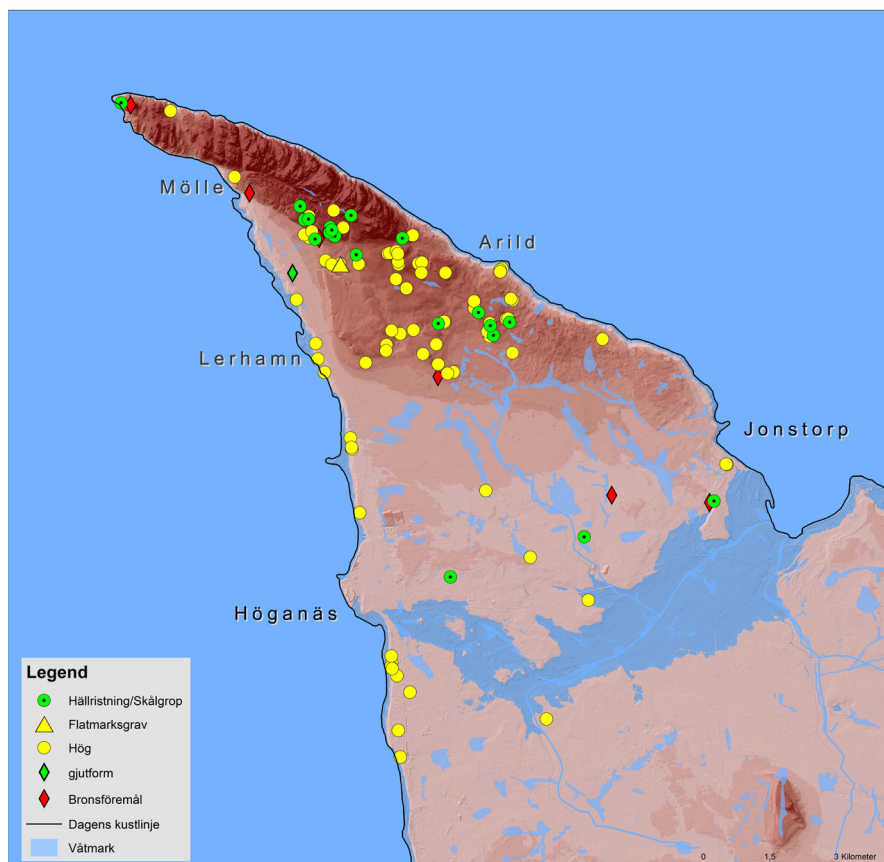 Mölle
Arild
Lerhamn
Jonstorp
Höganäs
Legend
Hällristning/Skålgrop
Flatmarksgrav
Hög
gjutform
Bronsföremål
Dagens kustlinje
Våtmark
0 1,5 3 Kilometer